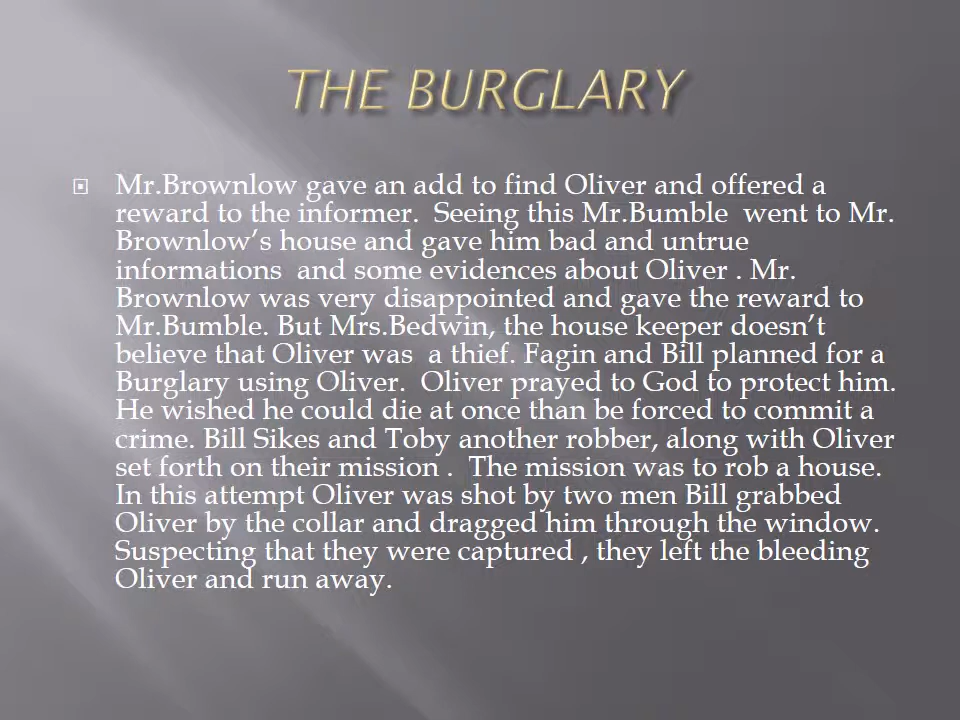 THE BURGLARY
Mr.Brownlow gave an add to find Oliver and offered a
reward to the informer.  Seeing this Mr.Bumble  went to Mr.
Brownlow’s house and gave him bad and untrue
informations  and some evidences about Oliver . Mr.
Brownlow was very disappointed and gave the reward to
Mr.Bumble. But Mrs.Bedwin, the house keeper doesn’t
believe that Oliver was  a thief. Fagin and Bill planned for a
Burglary using Oliver.  Oliver prayed to God to protect him.
He wished he could die at once than be forced to commit a
crime. Bill Sikes and Toby another robber, along with Oliver
set forth on their mission .  The mission was to rob a house.
In this attempt Oliver was shot by two men Bill grabbed
Oliver by the collar and dragged him through the window.
Suspecting that they were captured , they left the bleeding
Oliver and run away.